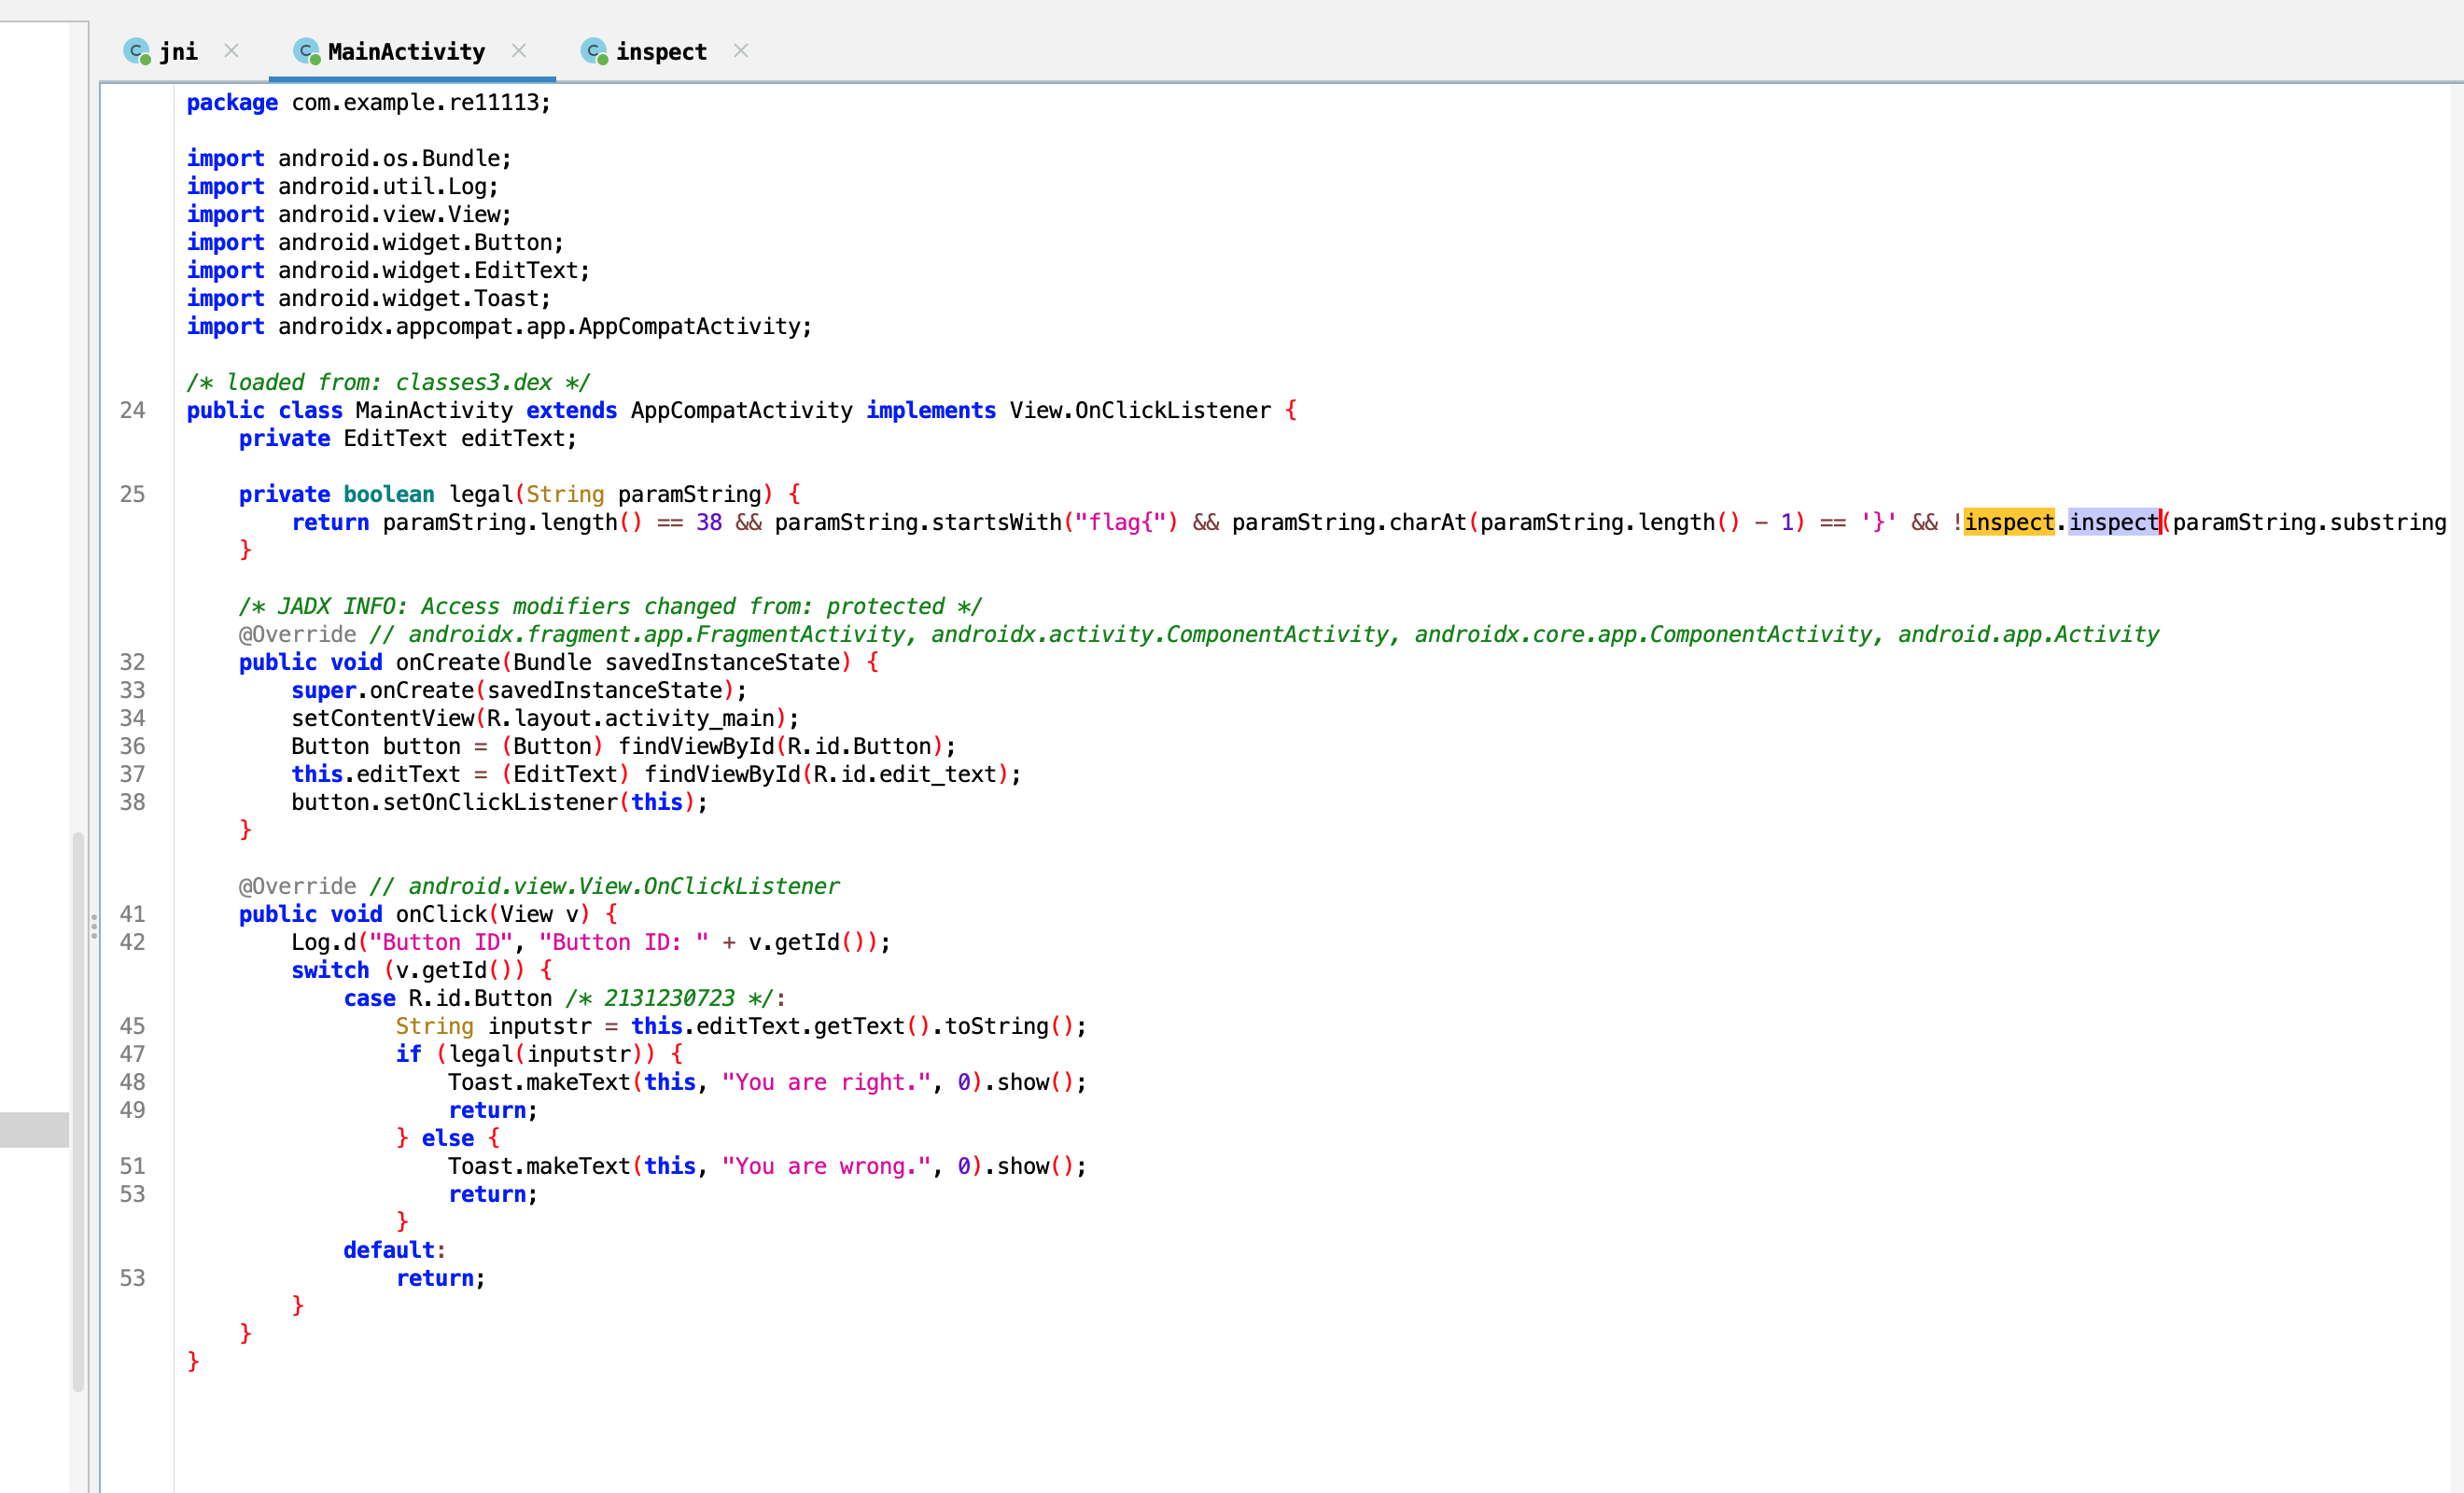 jni MainActivity inspect
package com.example.re11113;
import android.os.Bundle;
import android.util.Log;
import android.view.View;
import android.widget.Button;
import android.widget.EditText;
import android.widget.Toast;
import androidx.appcompat.app.AppCompatActivity;
/* loaded from: classes3.dex */
24 public class MainActivity extends AppCompatActivity implements View.OnClickListener {
private EditText editText;
25 private boolean legal(String paramString) {
return paramString.length() == 38 && paramString.startsWith("flag{") && paramString.charAt(paramString.length() - 1) == '}' && !inspect.inspect(paramString.substring
}
/* JADX INFO: Access modifiers changed from: protected */
@Override // androidx.fragment.app.FragmentActivity, androidx.activity.ComponentActivity, androidx.core.app.ComponentActivity, android.app.Activity
32 public void onCreate(Bundle savedInstanceState) {
33 super.onCreate(savedInstanceState);
34 setContentView(R.layout.activity_main);
36 Button button = (Button) findViewById(R.id.Button);
37 this.editText = (EditText) findViewById(R.id.edit_text);
38 button.setOnClickListener(this);
}
@Override // android.view.View.OnClickListener
41 public void onClick(View v) {
42 Log.d("Button ID", "Button ID: " + v.getId());
switch (v.getId()) {
case R.id.Button /* 2131230723 */:
45 String inputstr = this.editText.getText().toString();
47 if (legal(inputstr)) {
48 Toast.makeText(this, "You are right.", 0).show();
49 return;
} else {
51 Toast.makeText(this, "You are wrong.", 0).show();
53 return;
}
default:
53 return;
}
}
}